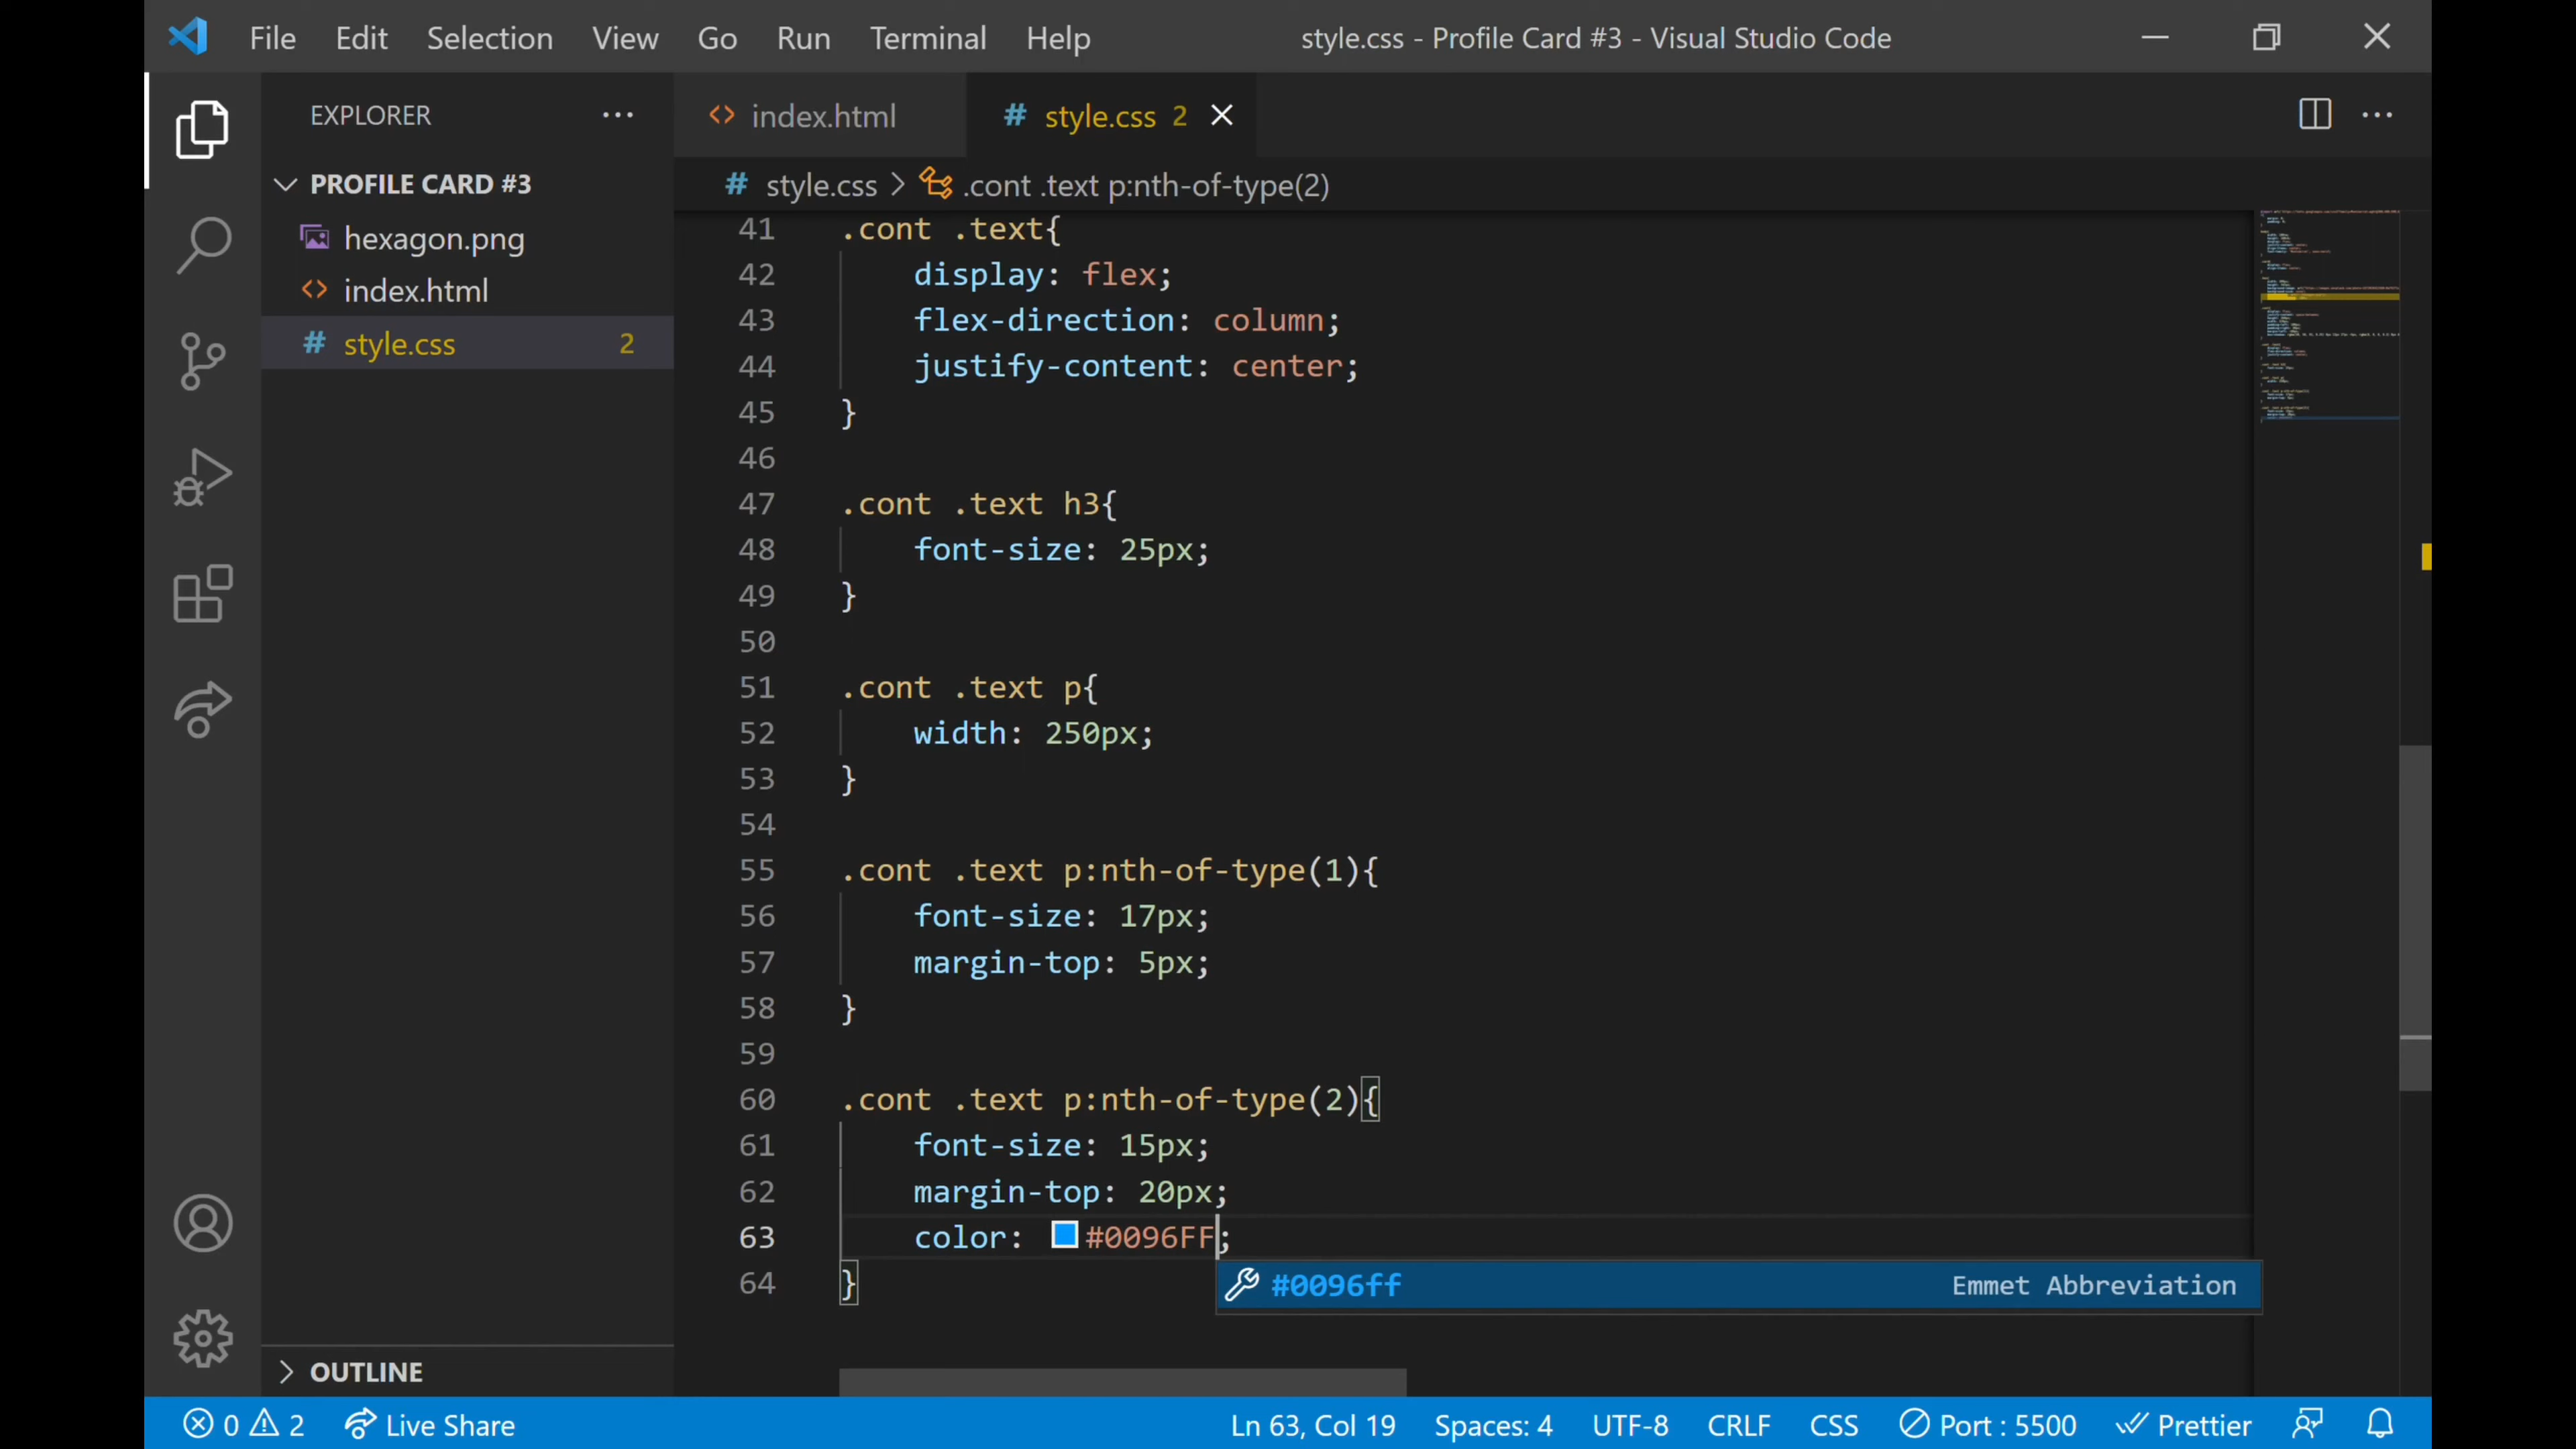 File Edit Selection View Go Run Terminal Help style.css - Profile Card #3 - Visual Studio Code
EXPLORER
PROFILE CARD #3
hexagon.png
index.html
style.css 2
OUTLINE
index.html # style.css 2
# style.css > .cont .text p:nth-of-type(2)
41 .cont .text{
42 display: flex;
43 flex-direction: column;
44 justify-content: center;
45 }
46
47 .cont .text h3{
48 font-size: 25px;
49 }
50
51 .cont .text p{
52 width: 250px;
53 }
54
55 .cont .text p:nth-of-type(1){
56 font-size: 17px;
57 margin-top: 5px;
58 }
59
60 .cont .text p:nth-of-type(2){
61 font-size: 15px;
62 margin-top: 20px;
63 color: #0096FF;
64 }
#0096ff Emmet Abbreviation
0 2 Live Share Ln 63, Col 19 Spaces: 4 UTF-8 CRLF CSS Port : 5500 Prettier